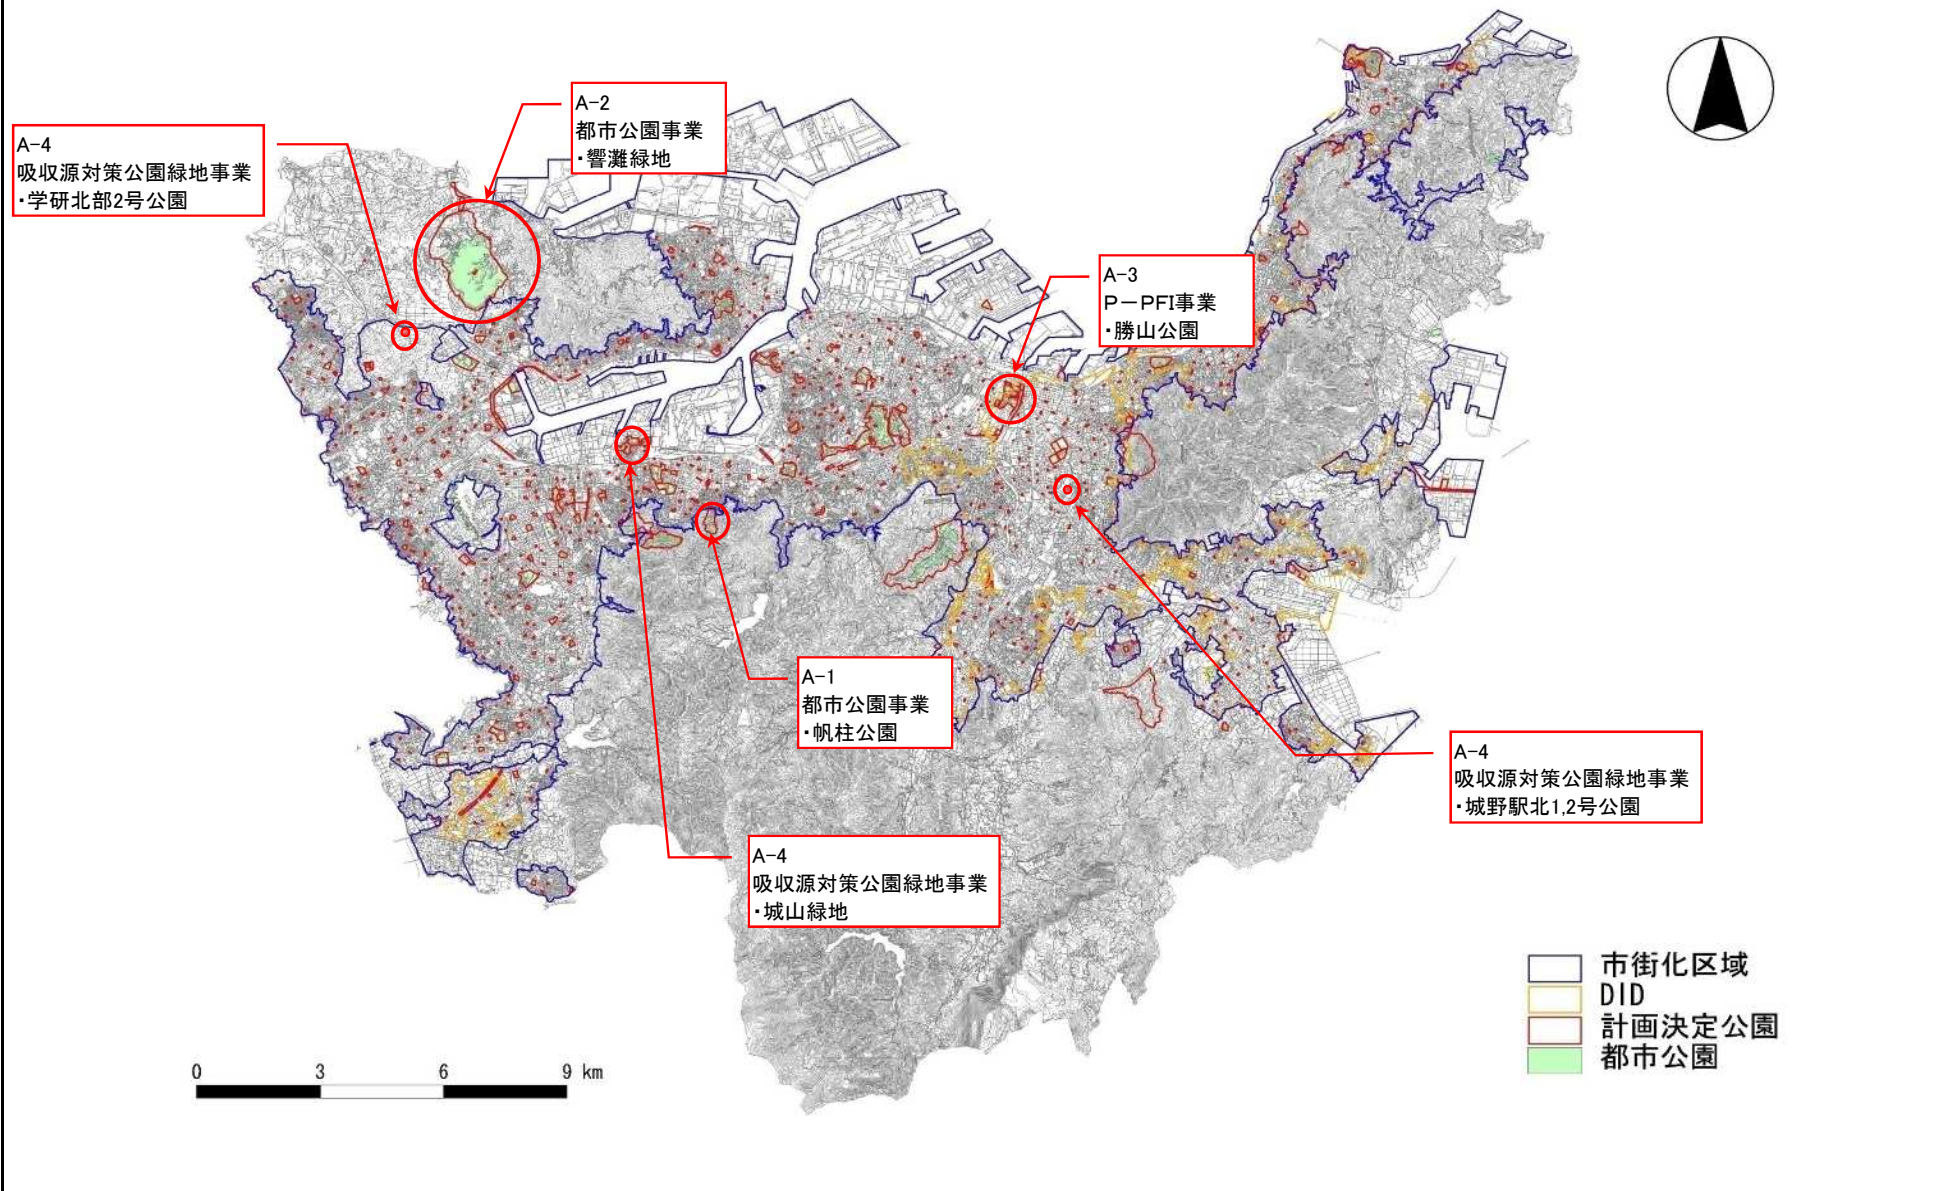 A-2
都市公園事業
・響灘緑地
A-4
吸収源対策公園緑地事業
・学研北部2号公園
A-3
P-PFI事業
・勝山公園
A-1
都市公園事業
・帆柱公園
A-4
吸収源対策公園緑地事業
・城野駅北1,2号公園
A-4
吸収源対策公園緑地事業
・城山緑地
市街化区域
DID
計画決定公園
都市公園
0 3 6 9 km